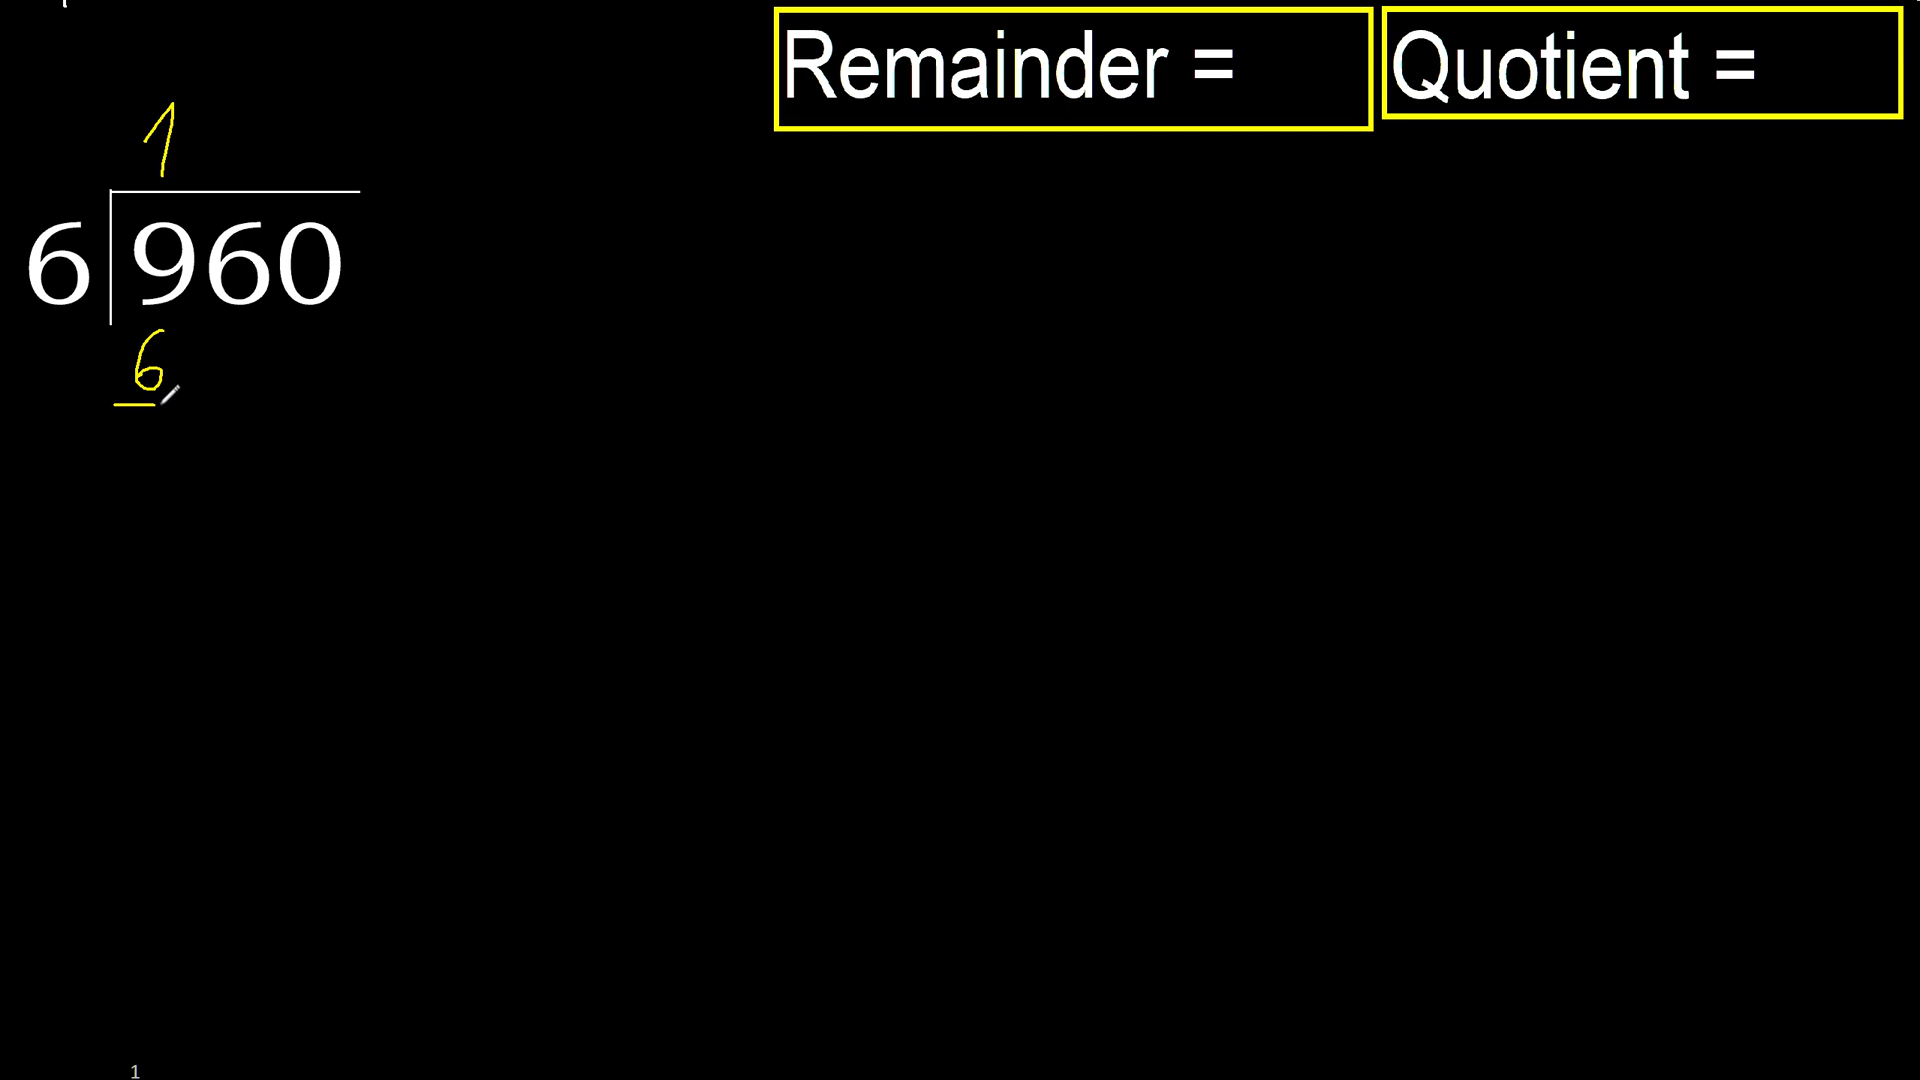 Remainder = Quotient =
1
6 960
6
1